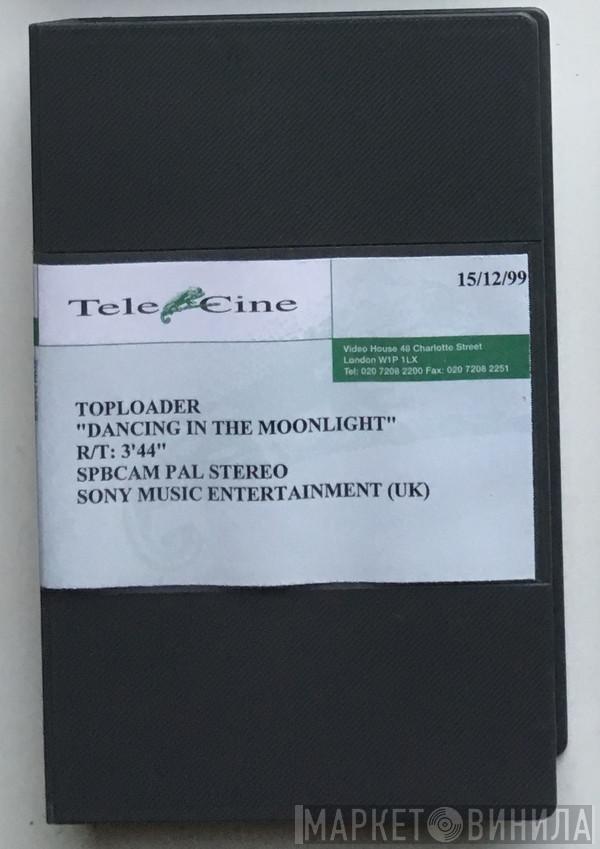 Tele Cine
15/12/99
Video House 48 Charlotte Street
London W1P 1LX
Tel: 020 7208 2200 Fax: 020 7208 2251
TOPLOADER
"DANCING IN THE MOONLIGHT"
R/T: 3'44"
SPBCAM PAL STEREO
SONY MUSIC ENTERTAINMENT (UK)
МАРКЕТ ВИНИЛА